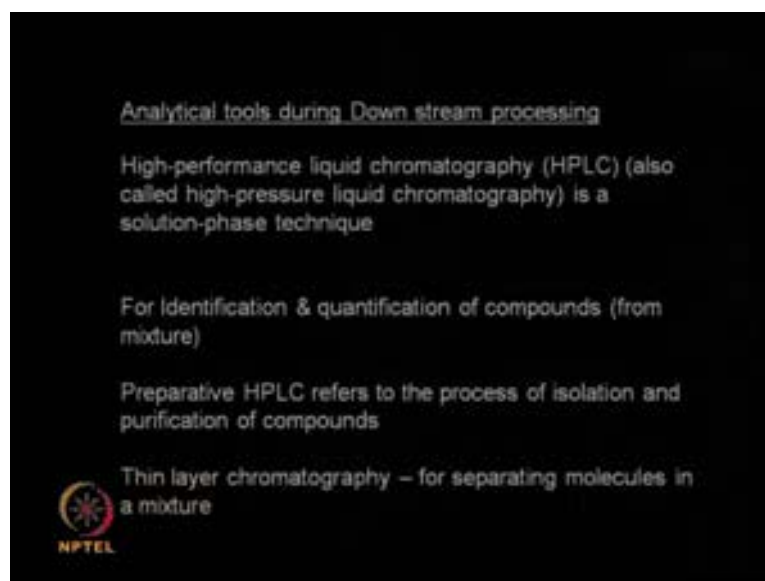 Analytical tools during Down stream processing
High-performance liquid chromatography (HPLC) (also
called high-pressure liquid chromatography) is a
solution-phase technique
For Identification & quantification of compounds (from
mixture)
Preparative HPLC refers to the process of isolation and
purification of compounds
Thin layer chromatography – for separating molecules in
a mixture
NPTEL